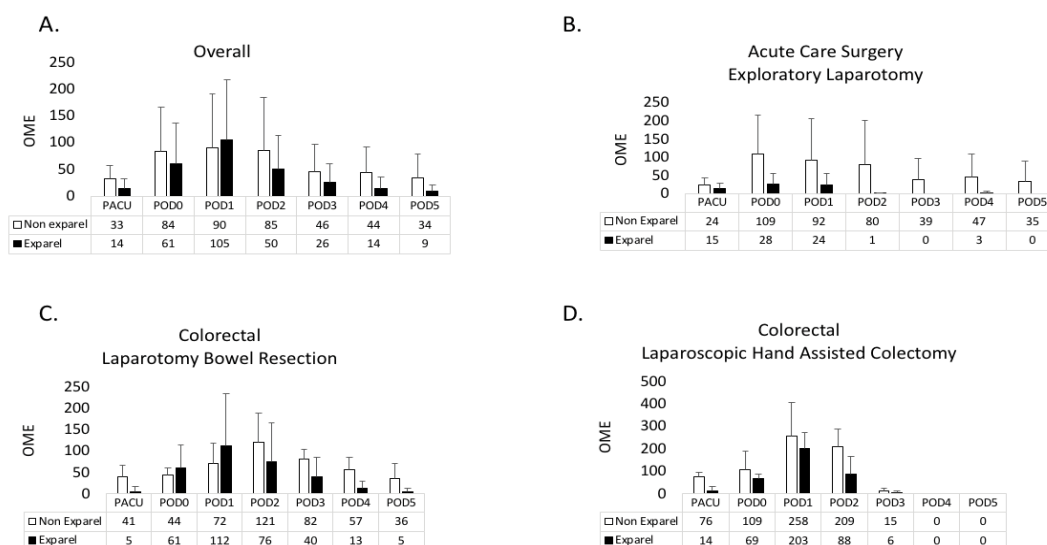 A.
Overall
250
200
150
100
50
0
OME
PACU POD0 POD1 POD2 POD3 POD4 POD5
Non exparel 33 84 90 85 46 44 34
Exparel 14 61 105 50 26 14 9
B.
Acute Care Surgery
Exploratory Laparotomy
250
200
150
100
50
0
OME
PACU POD0 POD1 POD2 POD3 POD4 POD5
Non Exparel 24 109 92 80 39 47 35
Exparel 15 28 24 1 0 3 0
C.
Colorectal
Laparotomy Bowel Resection
250
200
150
100
50
0
OME
PACU POD0 POD1 POD2 POD3 POD4 POD5
Non Exparel 41 44 72 121 82 57 36
Exparel 5 61 112 76 40 13 5
D.
Colorectal
Laparoscopic Hand Assisted Colectomy
500
400
300
200
100
0
OME
PACU POD0 POD1 POD2 POD3 POD4 POD5
Non Exparel 76 109 258 209 15 0 0
Exparel 14 69 203 88 6 0 0